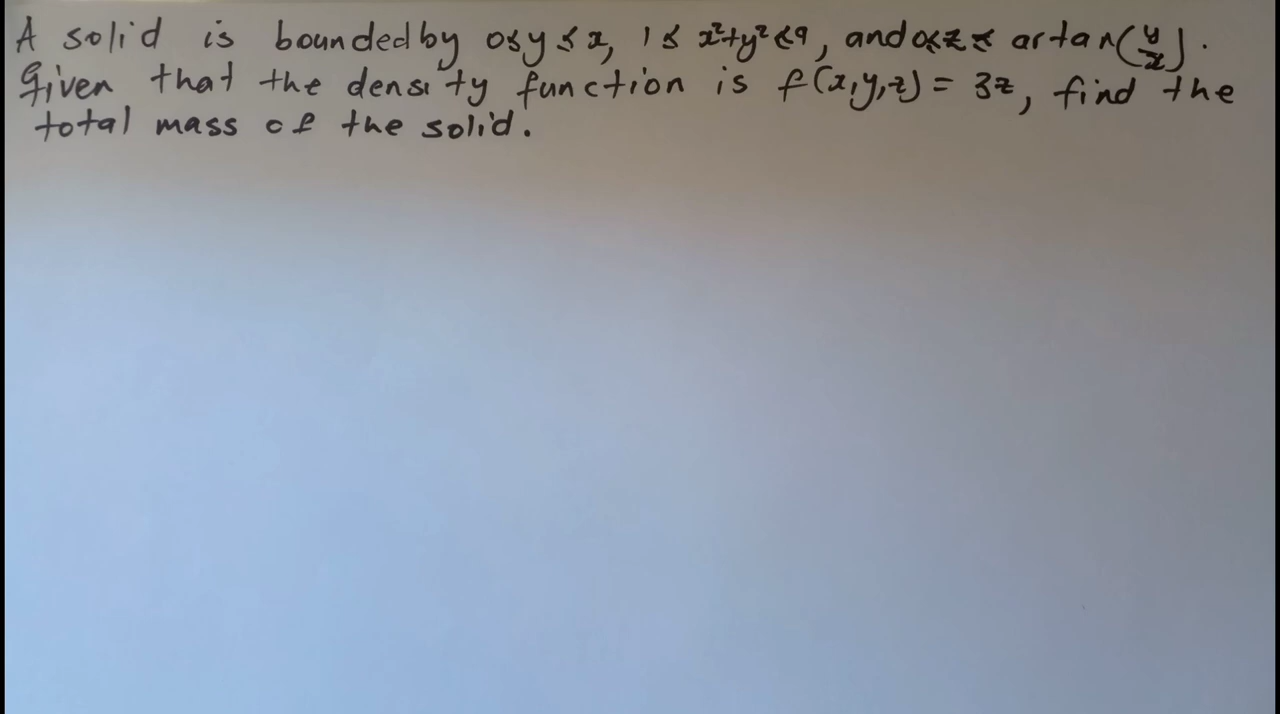 A solid is bounded by 0≤y≤x, 1≤ x²+y²≤9, and 0≤z≤ artan(y/x).
Given that the density function is f(x,y,z) = 3z, find the
total mass of the solid.